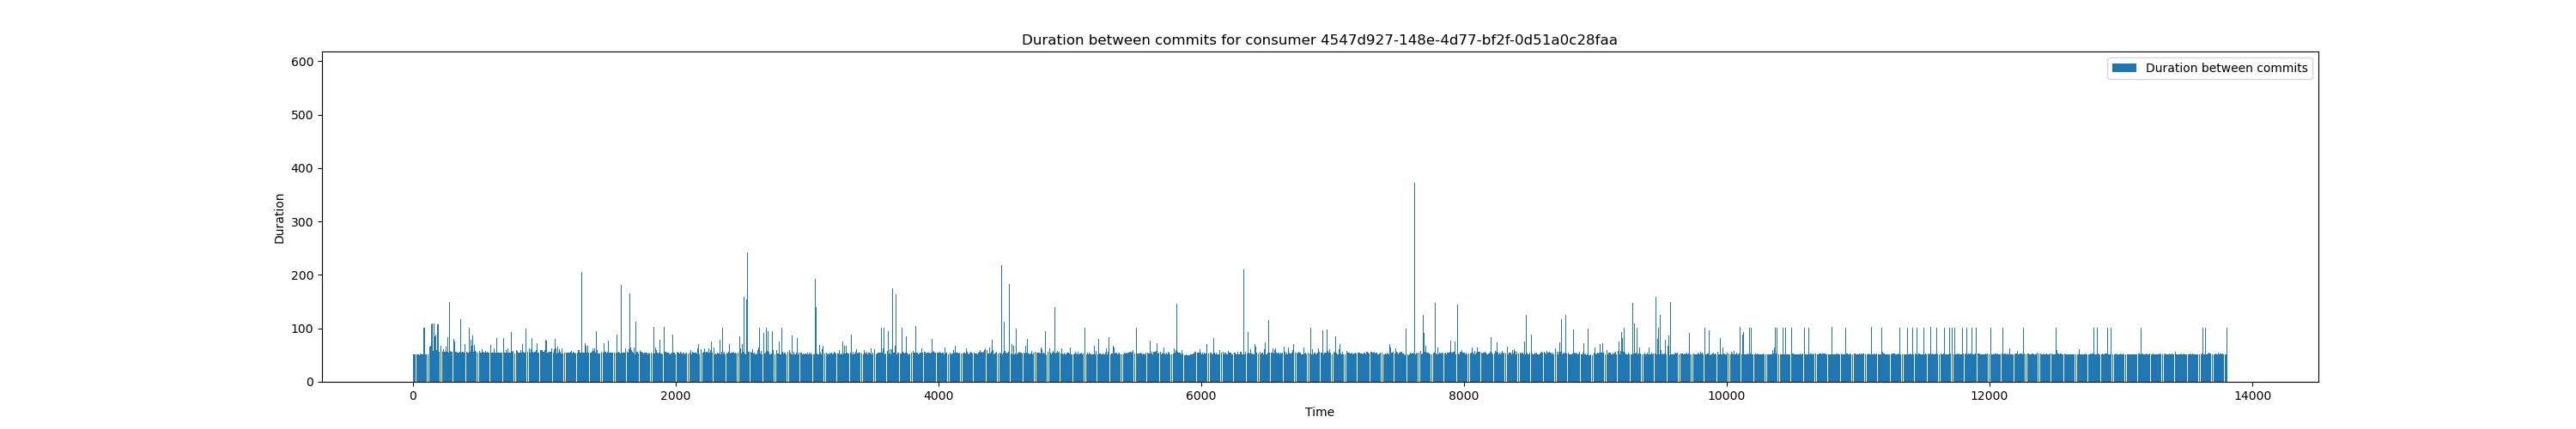 Duration between commits for consumer 4547d927-148e-4d77-bf2f-0d51a0c28faa
Duration between commits
600
500
400
300
200
100
0
Duration
0 2000 4000 6000 8000 10000 12000 14000
Time